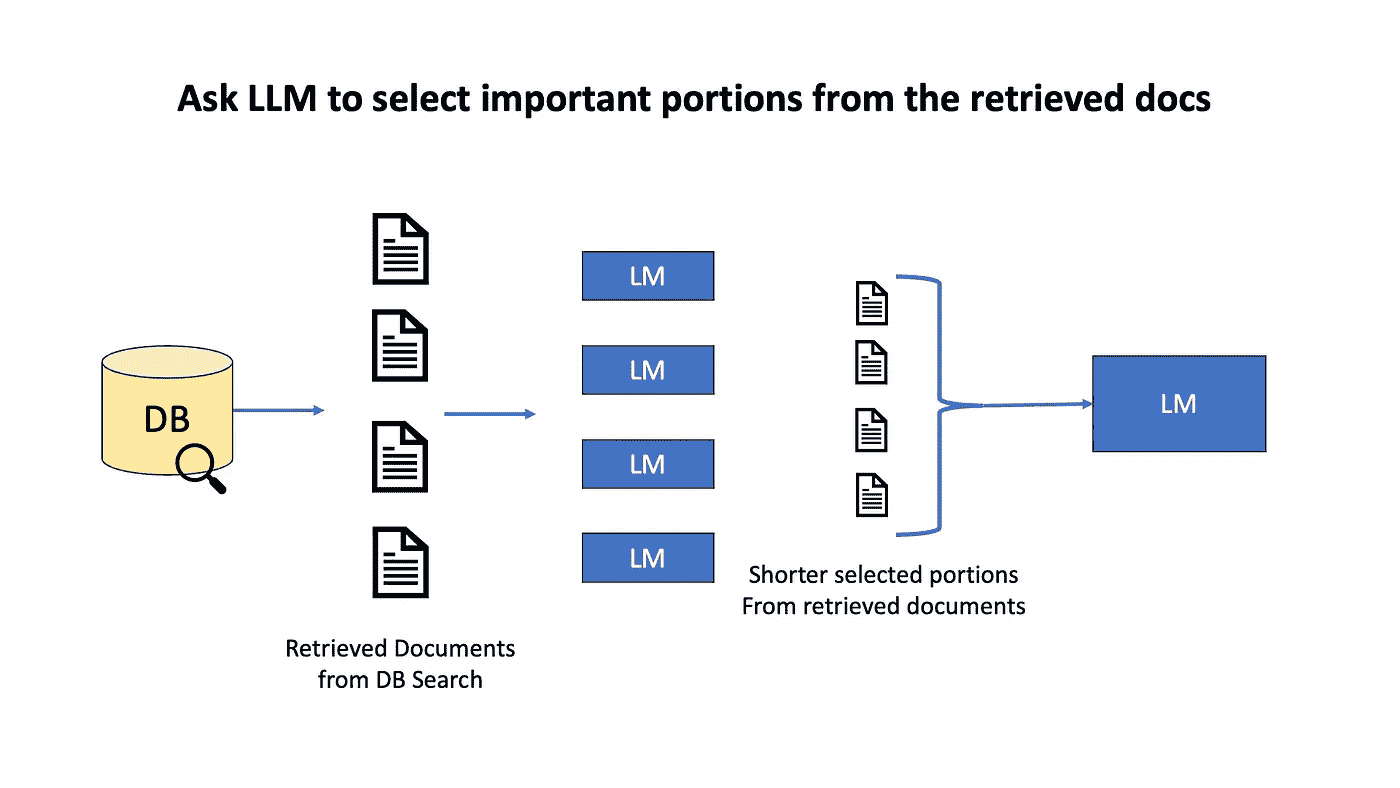 Ask LLM to select important portions from the retrieved docs
DB
LM
LM
LM
LM
LM
Shorter selected portions
From retrieved documents
Retrieved Documents
from DB Search